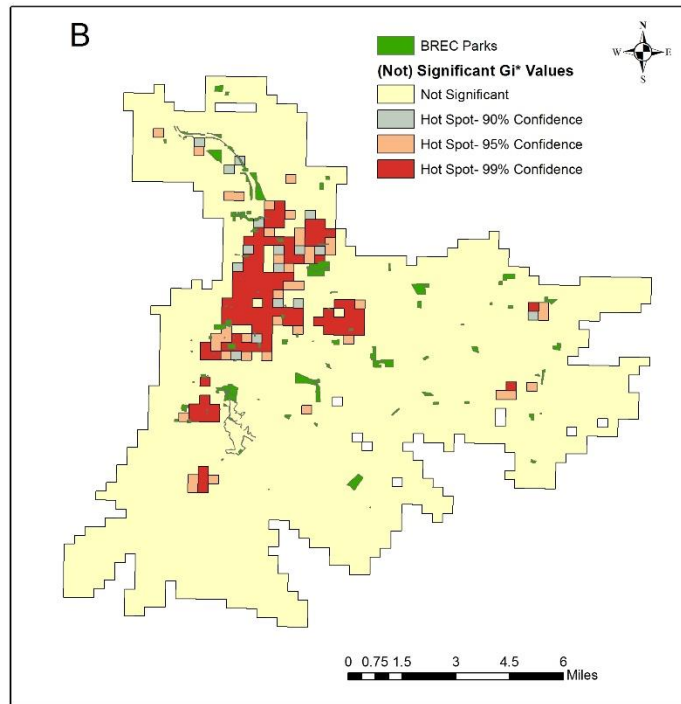 B
BREC Parks
(Not) Significant Gi* Values
Not Significant
Hot Spot- 90% Confidence
Hot Spot- 95% Confidence
Hot Spot- 99% Confidence
N
W E
S
0 0.75 1.5 3 4.5 6
Miles